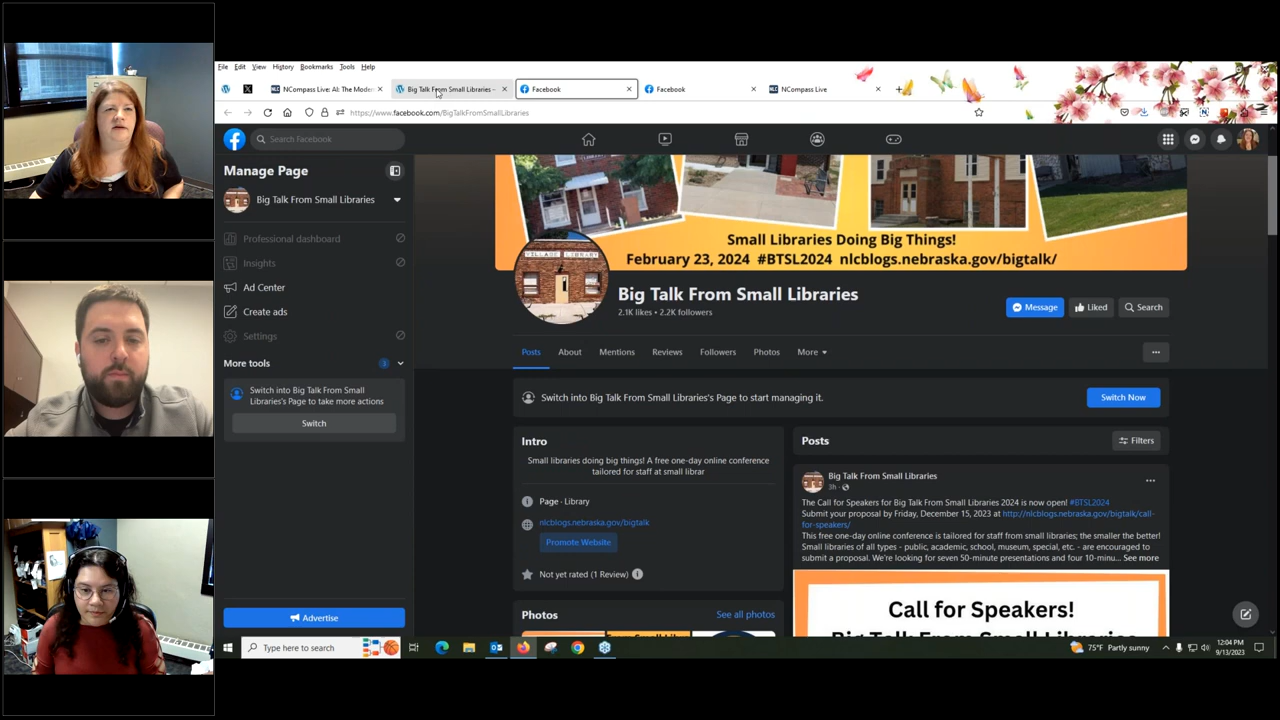 File Edit View History Bookmarks Tools Help
NCompass Live: AI: The Moder
Big Talk From Small Libraries -
Facebook
Facebook
NCompass Live
https://www.facebook.com/BigTalkFromSmallLibraries
Search Facebook
Manage Page
Big Talk From Small Libraries
Professional dashboard
Insights
Ad Center
Create ads
Settings
More tools
Switch into Big Talk From Small
Libraries's Page to take more actions
Switch
Advertise
VILLAGE LIBRARY
Small Libraries Doing Big Things!
February 23, 2024 #BTSL2024 nlcblogs.nebraska.gov/bigtalk/
Big Talk From Small Libraries
2.1K likes • 2.2K followers
Message
Liked
Search
Posts About Mentions Reviews Followers Photos More
Switch into Big Talk From Small Libraries's Page to start managing it.
Switch Now
Intro
Small libraries doing big things! A free one-day online conference
tailored for staff at small librar
Page · Library
nlcblogs.nebraska.gov/bigtalk
Promote Website
Not yet rated (1 Review)
Photos
See all photos
Posts
Filters
Big Talk From Small Libraries
3h
The Call for Speakers for Big Talk From Small Libraries 2024 is now open! #BTSL2024
Submit your proposal by Friday, December 15, 2023 at http://nlcblogs.nebraska.gov/bigtalk/call-
for-speakers/
This free one-day online conference is tailored for staff from small libraries; the smaller the better!
Small libraries of all types - public, academic, school, museum, special, etc. - are encouraged to
submit a proposal. We're looking for seven 50-minute presentations and four 10-minu... See more
Call for Speakers!
Big Talk From Small Libraries
Type here to search
75°F Partly sunny
12:04 PM
9/13/2023